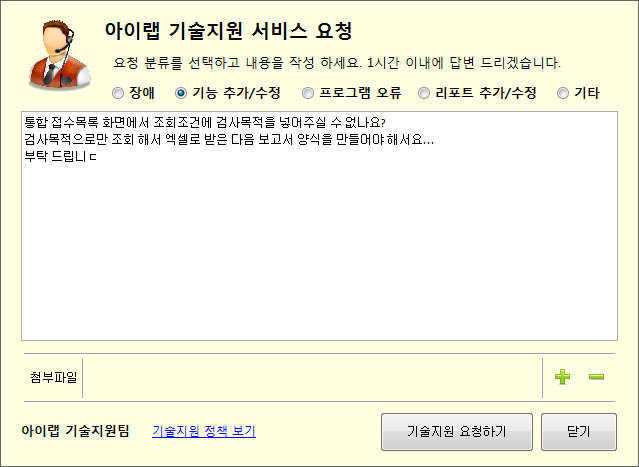 아이랩 기술지원 서비스 요청
요청 분류를 선택하고 내용을 작성 하세요. 1시간 이내에 답변 드리겠습니다.
장애 기능 추가/수정 프로그램 오류 리포트 추가/수정 기타
통합 접수목록 화면에서 조회조건에 검사목적을 넣어주실 수 없나요?
검사목적으로만 조회 해서 엑셀로 받은 다음 보고서 양식을 만들어야 해서요...
부탁 드립니ㄷ
첨부파일
아이랩 기술지원팀 기술지원 정책 보기 기술지원 요청하기 닫기